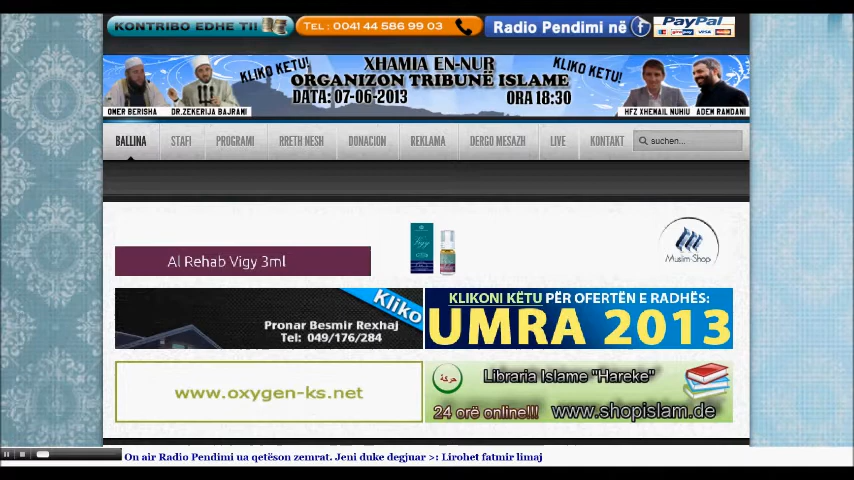 KONTRIBO EDHE TI!
TEL : 0041 44 586 99 03
Radio Pendimi në f
PayPal
VISA
KLIKO KETU!
XHAMIA EN-NUR
ORGANIZON TRIBUNË ISLAME
DATA: 07-06-2013
ORA 18:30
KLIKO KETU!
OMER BERISHA
DR.ZEKERIJA BAJRANI
HFZ XHEMAIL NUHIU
ADEM RAMDANI
BALLINA
STAFI
PROGRAMI
RRETH NESH
DONACION
REKLAMA
DERGO MESAZH
LIVE
KONTAKT
suchen...
Al Rehab Vigy 3ml
Muslim-Shop
Kliko
Pronar Besmir Rexhaj
Tel: 049/176/284
KLIKONI KËTU PËR OFERTËN E RADHËS:
UMRA 2013
www.oxygen-ks.net
حركة
Libraria Islame "Hareke"
24 orë online!!!
www.shopislam.de
On air Radio Pendimi ua qetëson zemrat. Jeni duke degjuar >: Lirohet fatmir limaj